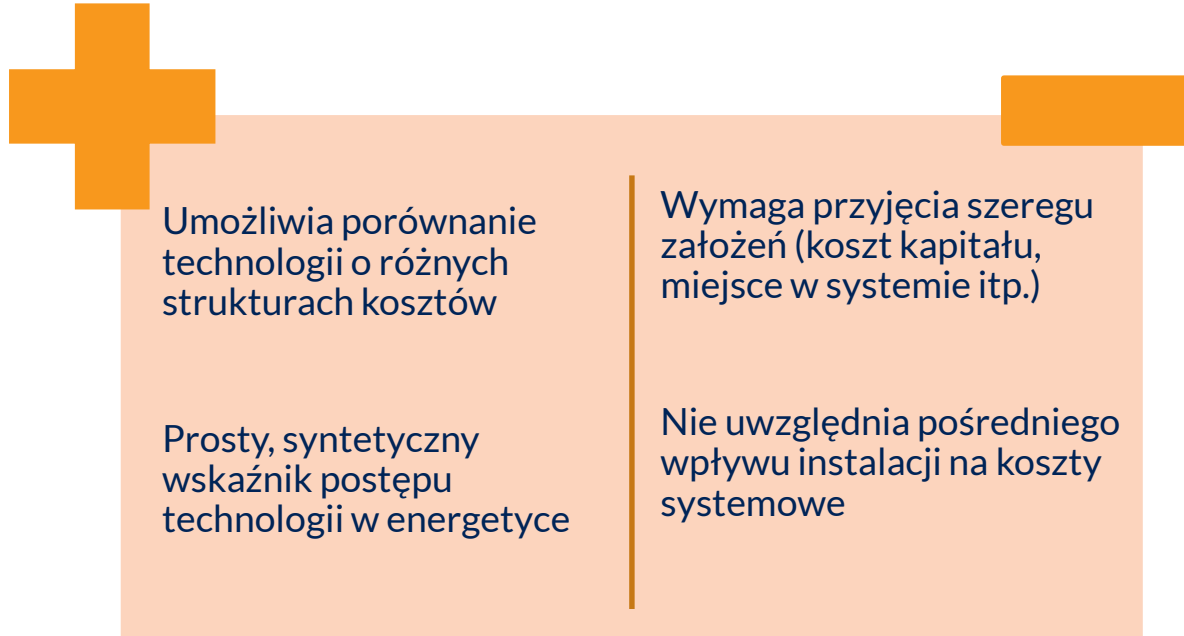 Umożliwia porównanie
technologii o różnych
strukturach kosztów
Prosty, syntetyczny
wskaźnik postępu
technologii w energetyce
Wymaga przyjęcia szeregu
założeń (koszt kapitału,
miejsce w systemie itp.)
Nie uwzględnia pośredniego
wpływu instalacji na koszty
systemowe